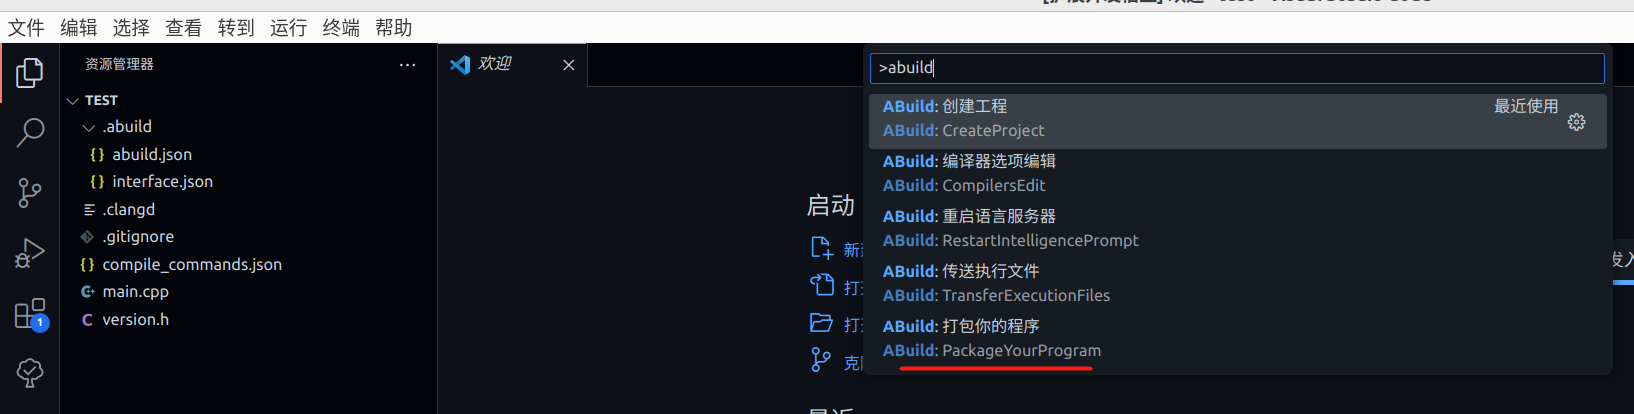 文件 编辑 选择 查看 转到 运行 终端 帮助
资源管理器 ···
TEST
.abuild
{} abuild.json
{} interface.json
.clangd
.gitignore
{} compile_commands.json
main.cpp
C version.h
1
欢迎
>abuild
ABuild: 创建工程 最近使用
ABuild: CreateProject
ABuild: 编译器选项编辑
ABuild: CompilersEdit
ABuild: 重启语言服务器
ABuild: RestartIntelligencePrompt
ABuild: 传送执行文件
ABuild: TransferExecutionFiles
ABuild: 打包你的程序
ABuild: PackageYourProgram
启动
新
打
打
克